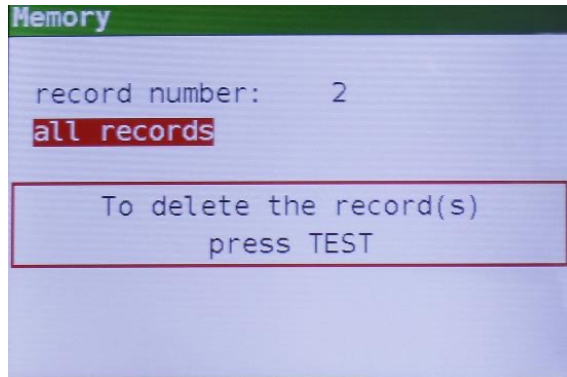 Memory
record number: 2
all records
To delete the record(s)
press TEST